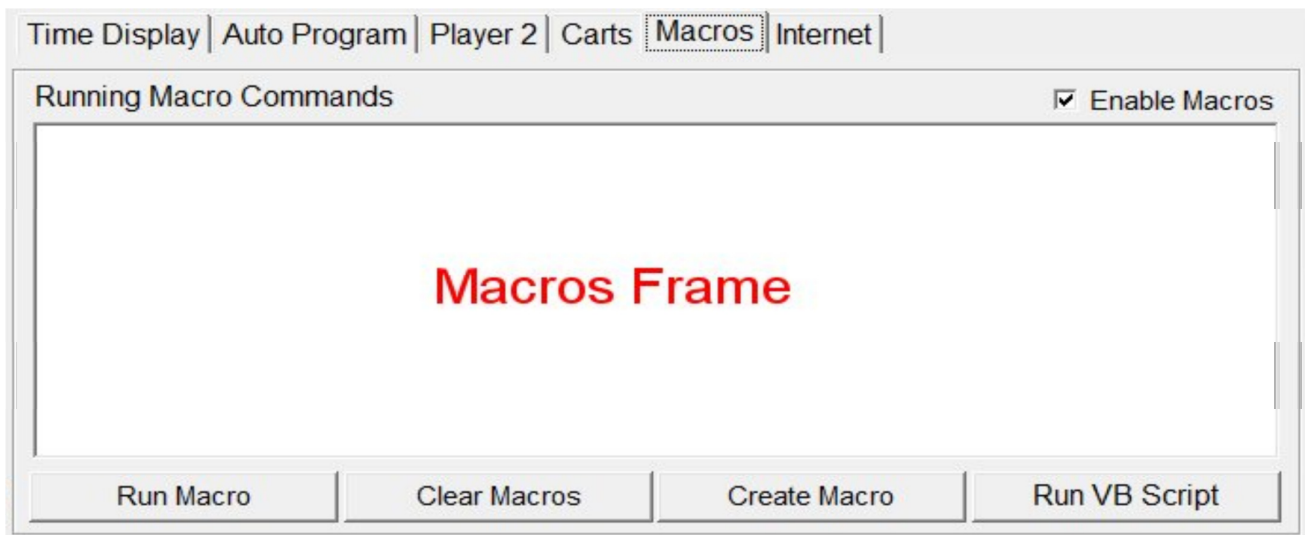 Time Display Auto Program Player 2 Carts Macros Internet
Running Macro Commands Enable Macros
Macros Frame
Run Macro Clear Macros Create Macro Run VB Script